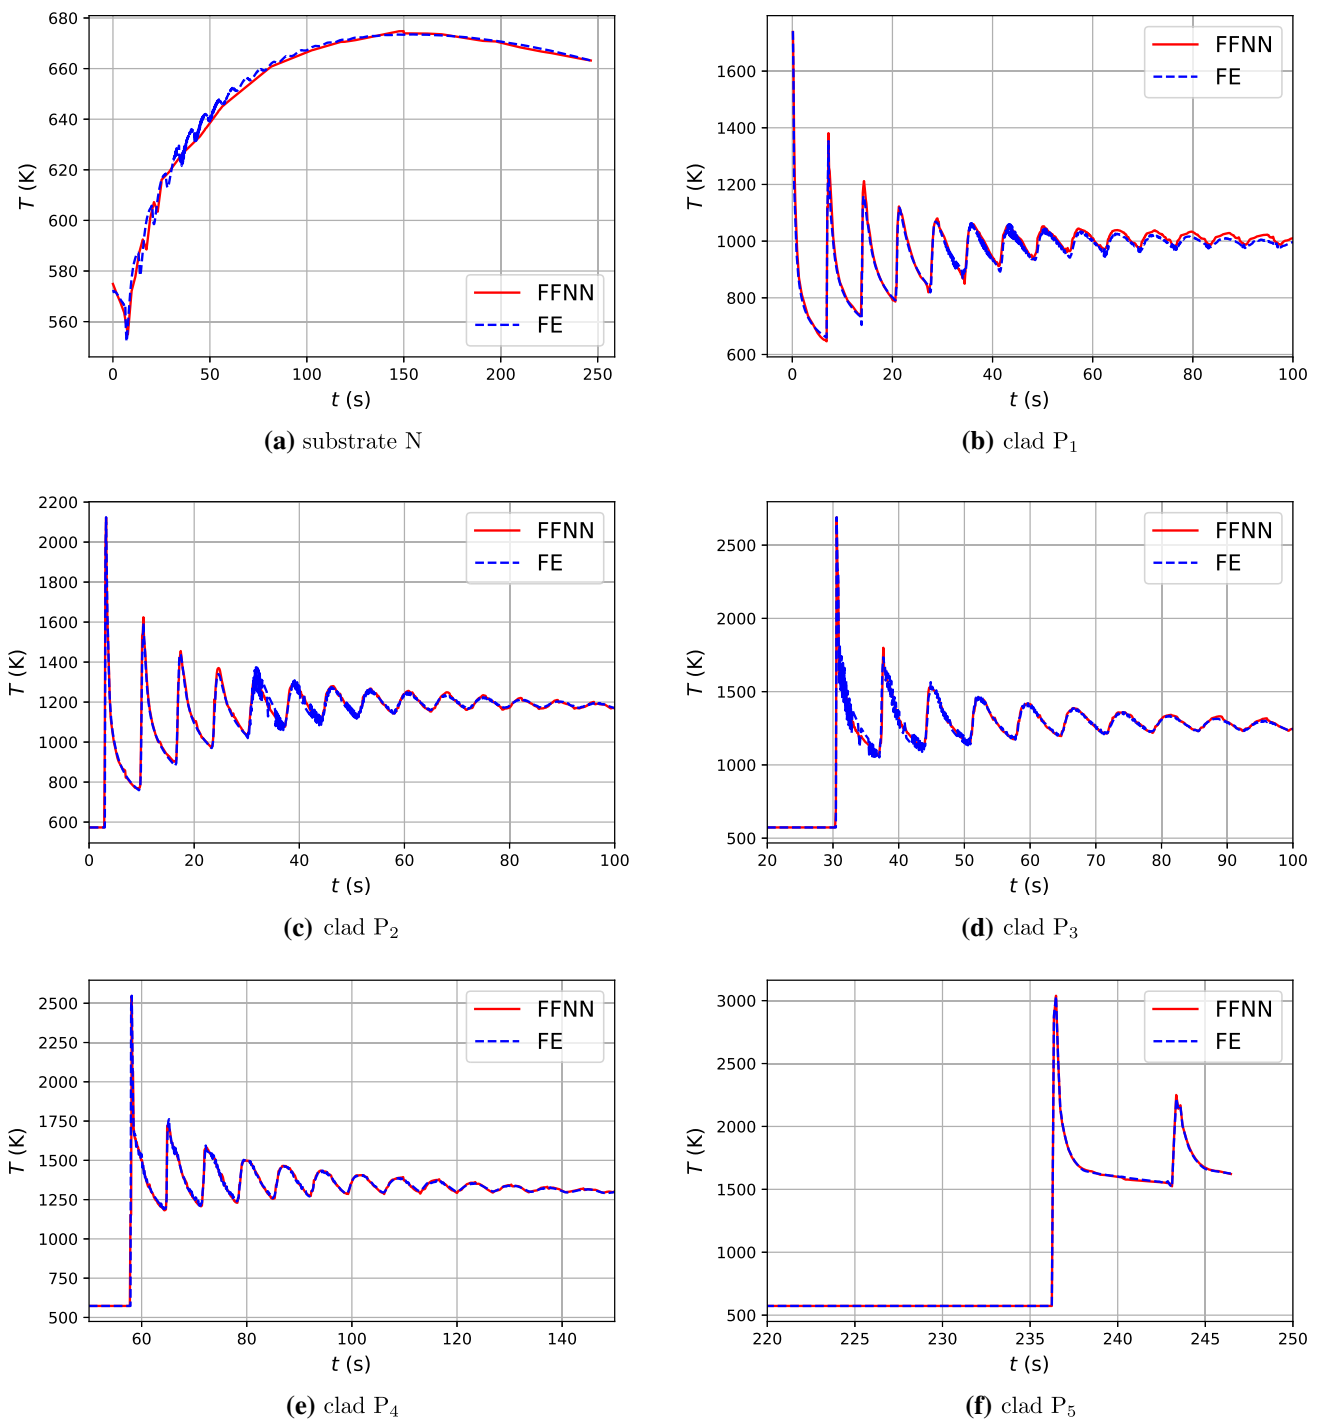 680
660
640
620
600
580
560
T (K)
FFNN
FE
0
50
100
150
200
250
t (s)
(a) substrate N
1600
1400
1200
1000
800
600
T (K)
FFNN
FE
0
20
40
60
80
100
t (s)
(b) clad P1
2200
2000
1800
1600
1400
1200
1000
800
600
T (K)
FFNN
FE
0
20
40
60
80
100
t (s)
(c) clad P2
2500
2000
1500
1000
500
T (K)
FFNN
FE
20
30
40
50
60
70
80
90
100
t (s)
(d) clad P3
2500
2250
2000
1750
1500
1250
1000
750
500
T (K)
FFNN
FE
60
80
100
120
140
t (s)
(e) clad P4
3000
2500
2000
1500
1000
500
T (K)
FFNN
FE
220
225
230
235
240
245
250
t (s)
(f) clad P5